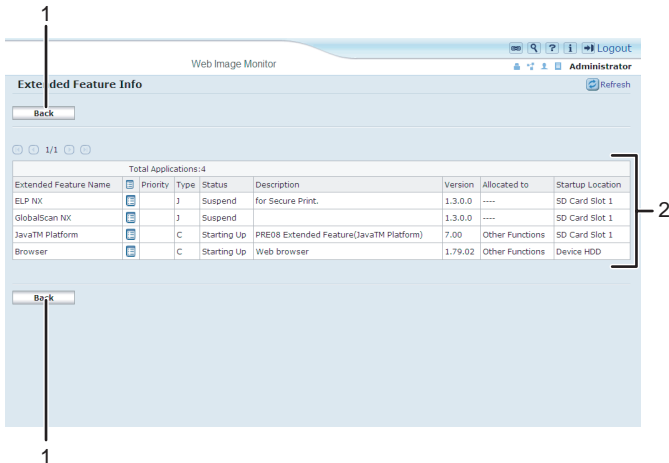 1
Logout
Web Image Monitor
Administrator
Extended Feature Info
Refresh
Back
1/1
Total Applications:4
Extended Feature Name Priority Type Status Description Version Allocated to Startup Location
ELP NX J Suspend for Secure Print. 1.3.0.0 ---- SD Card Slot 1
GlobalScan NX J Suspend 1.3.0.0 ---- SD Card Slot 1
JavaTM Platform C Starting Up PRE08 Extended Feature(JavaTM Platform) 7.00 Other Functions SD Card Slot 1
Browser C Starting Up Web browser 1.79.02 Other Functions Device HDD
2
Back
1